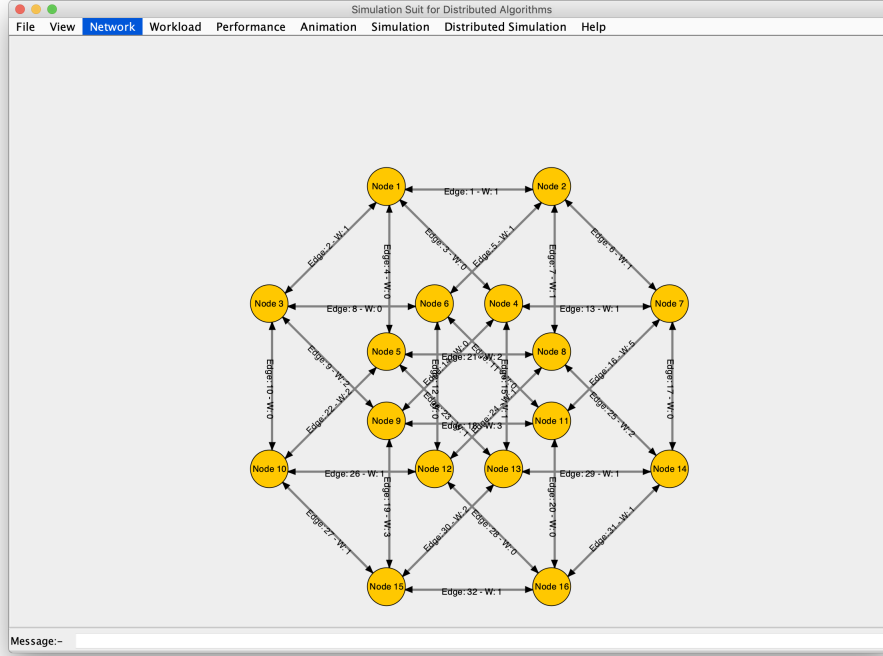 Simulation Suit for Distributed Algorithms
File View Network Workload Performance Animation Simulation Distributed Simulation Help
Node 1
Edge: 1 - W: 1
Node 2
Edge: 2 - W: 1
Edge: 3 - W: 0
Edge: 4 - W: 0
Edge: 5 - W: 1
Edge: 7 - W: 1
Edge: 6 - W: 1
Node 3
Edge: 8 - W: 0
Node 6
Node 4
Edge: 13 - W: 1
Node 7
Node 5
Edge: 21 - W: 2
Node 8
Edge: 9 - W: 2
Edge: 10 - W: 0
Edge: 22 - W: 2
Edge: 16 - W: 5
Edge: 17 - W: 0
Edge: 25 - W: 2
Node 9
Node 11
Node 10
Edge: 26 - W: 1
Node 12
Node 13
Edge: 29 - W: 1
Node 14
Edge: 19 - W: 3
Edge: 20 - W: 0
Edge: 27 - W: 1
Edge: 30 - W: 2
Edge: 28 - W: 0
Edge: 31 - W: 1
Node 15
Edge: 32 - W: 1
Node 16
Message:-